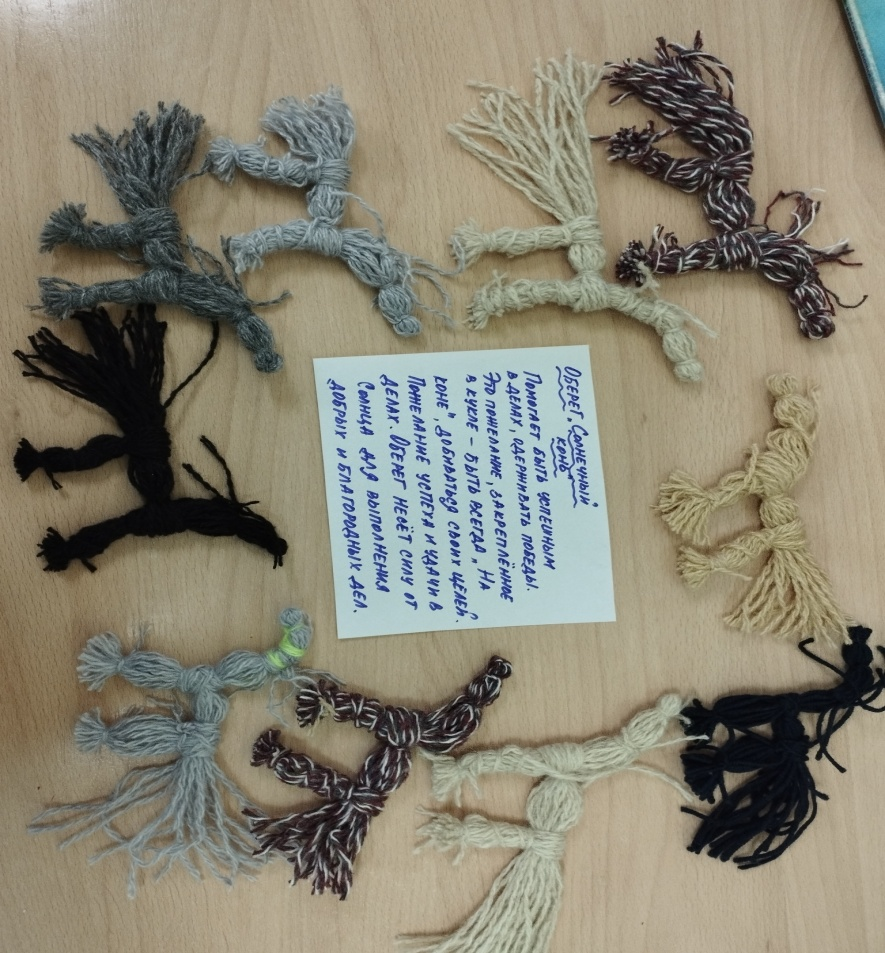 Оберег „Солнечный
конь"
Помогает быть успешным
в делах, одерживать победы.
Это пожелание, закреплённое
в кукле – быть всегда „На
коне", добиваться своих целей.
Пожелание успеха и удачи в
делах. Оберег несёт силу от
Солнца для выполнения
добрых и благородных дел.